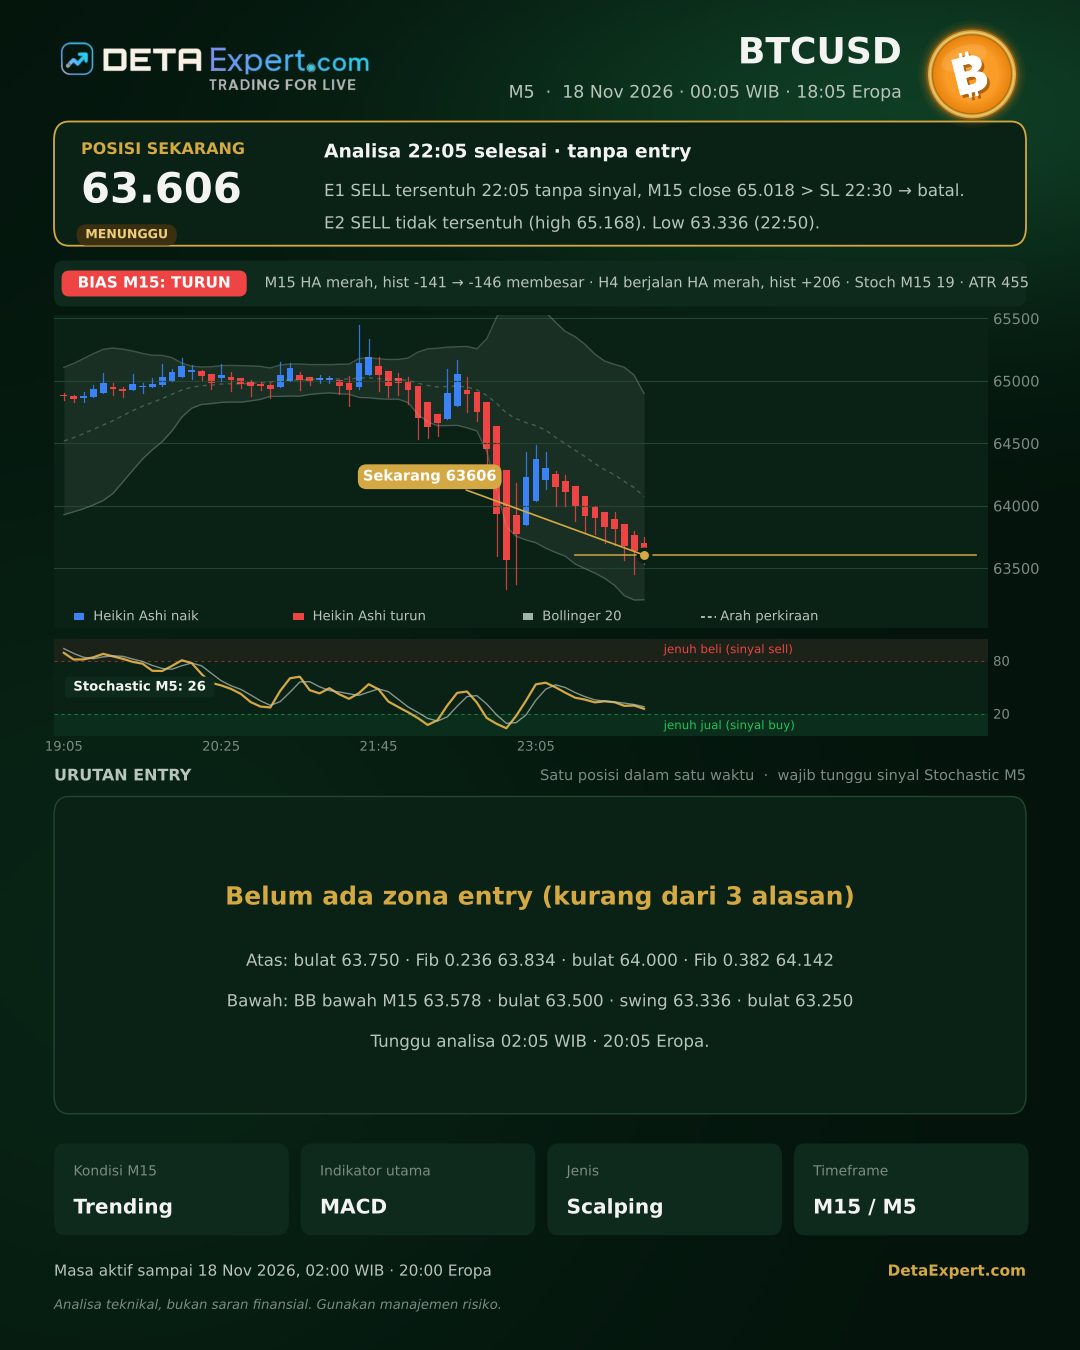 DETA Expert.com
TRADING FOR LIVE
BTCUSD
M5 · 18 Nov 2026 · 00:05 WIB · 18:05 Eropa
POSISI SEKARANG
63.606
MENUNGGU
Analisa 22:05 selesai · tanpa entry
E1 SELL tersentuh 22:05 tanpa sinyal, M15 close 65.018 > SL 22:30 → batal.
E2 SELL tidak tersentuh (high 65.168). Low 63.336 (22:50).
BIAS M15: TURUN
M15 HA merah, hist -141 → -146 membesar · H4 berjalan HA merah, hist +206 · Stoch M15 19 · ATR 455
65500
65000
64500
64000
63500
Sekarang 63606
Heikin Ashi naik
Heikin Ashi turun
Bollinger 20
Arah perkiraan
jenuh beli (sinyal sell)
80
Stochastic M5: 26
20
jenuh jual (sinyal buy)
19:05 20:25 21:45 23:05
URUTAN ENTRY
Satu posisi dalam satu waktu · wajib tunggu sinyal Stochastic M5
Belum ada zona entry (kurang dari 3 alasan)
Atas: bulat 63.750 · Fib 0.236 63.834 · bulat 64.000 · Fib 0.382 64.142
Bawah: BB bawah M15 63.578 · bulat 63.500 · swing 63.336 · bulat 63.250
Tunggu analisa 02:05 WIB · 20:05 Eropa.
Kondisi M15
Trending
Indikator utama
MACD
Jenis
Scalping
Timeframe
M15 / M5
Masa aktif sampai 18 Nov 2026, 02:00 WIB · 20:00 Eropa
DetaExpert.com
Analisa teknikal, bukan saran finansial. Gunakan manajemen risiko.